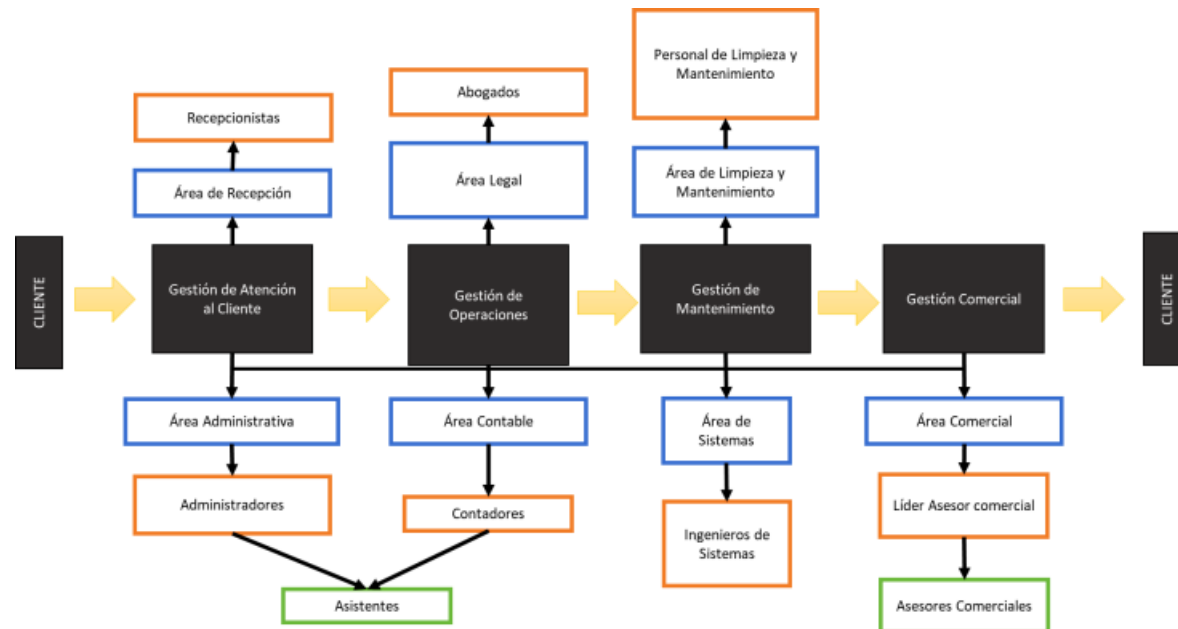 Personal de Limpieza y
Mantenimiento
Abogados
Recepcionistas
Área de Recepción
Área Legal
Área de Limpieza y
Mantenimiento
CLIENTE
Gestión de Atención
al Cliente
Gestión de
Operaciones
Gestión de
Mantenimiento
Gestión Comercial
CLIENTE
Área Administrativa
Área Contable
Área de
Sistemas
Área Comercial
Administradores
Contadores
Ingenieros de
Sistemas
Líder Asesor comercial
Asistentes
Asesores Comerciales